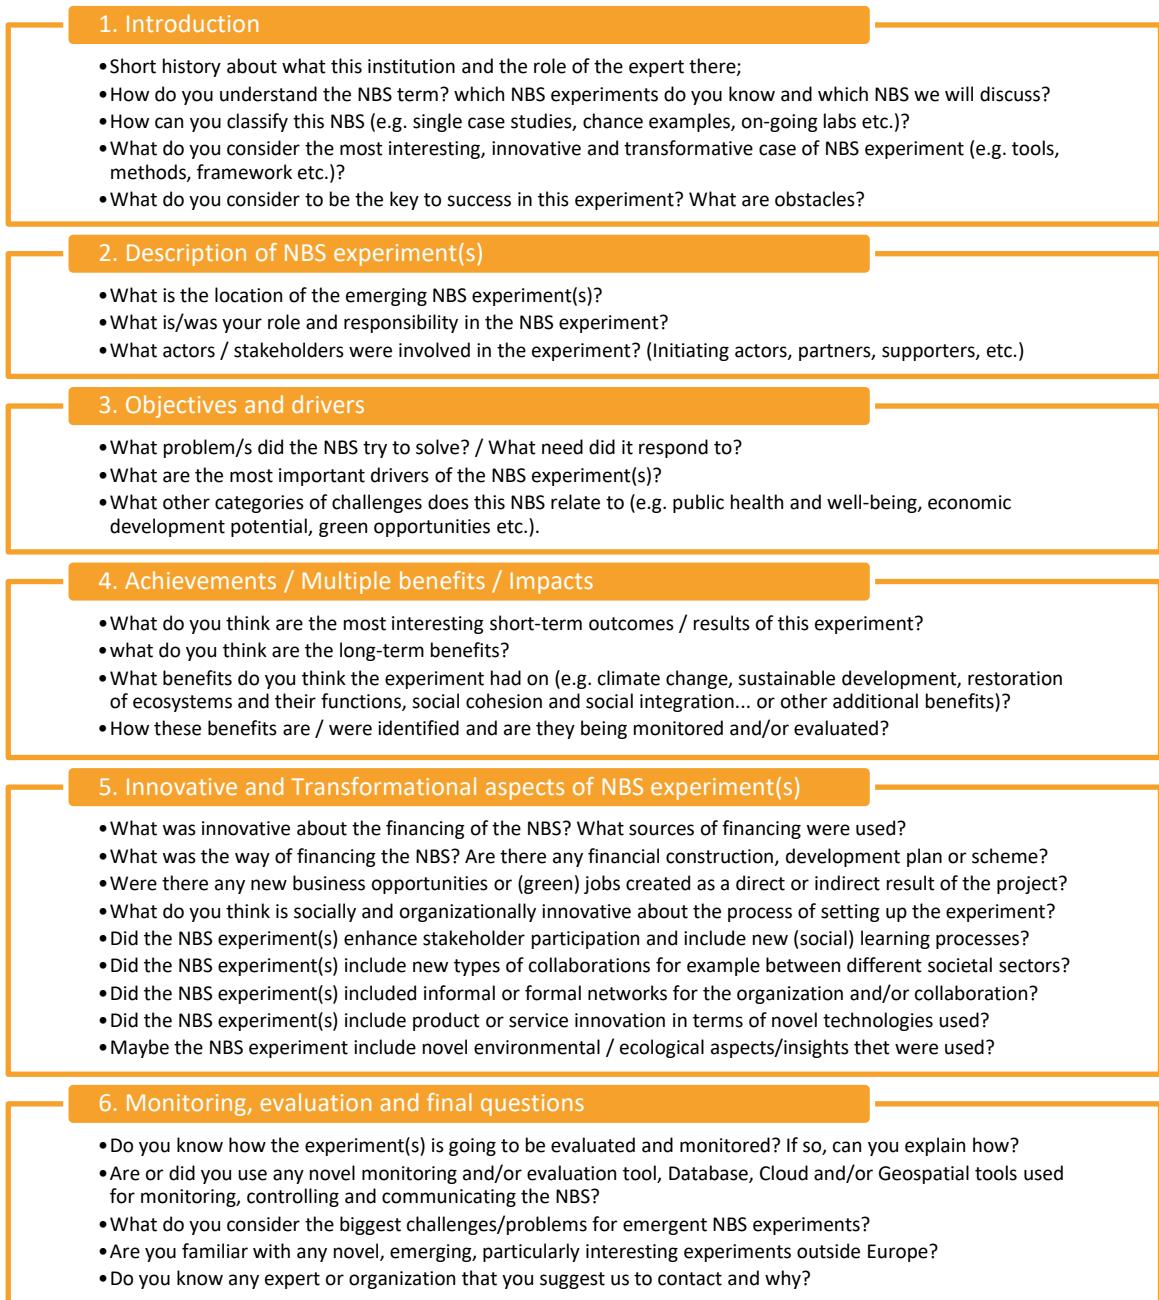 1. Introduction
•Short history about what this institution and the role of the expert there;
•How do you understand the NBS term? which NBS experiments do you know and which NBS we will discuss?
•How can you classify this NBS (e.g. single case studies, chance examples, on-going labs etc.)?
•What do you consider the most interesting, innovative and transformative case of NBS experiment (e.g. tools,
methods, framework etc.)?
•What do you consider to be the key to success in this experiment? What are obstacles?
2. Description of NBS experiment(s)
•What is the location of the emerging NBS experiment(s)?
•What is/was your role and responsibility in the NBS experiment?
•What actors / stakeholders were involved in the experiment? (Initiating actors, partners, supporters, etc.)
3. Objectives and drivers
•What problem/s did the NBS try to solve? / What need did it respond to?
•What are the most important drivers of the NBS experiment(s)?
•What other categories of challenges does this NBS relate to (e.g. public health and well-being, economic
development potential, green opportunities etc.).
4. Achievements / Multiple benefits / Impacts
•What do you think are the most interesting short-term outcomes / results of this experiment?
•what do you think are the long-term benefits?
•What benefits do you think the experiment had on (e.g. climate change, sustainable development, restoration
of ecosystems and their functions, social cohesion and social integration... or other additional benefits)?
•How these benefits are / were identified and are they being monitored and/or evaluated?
5. Innovative and Transformational aspects of NBS experiment(s)
•What was innovative about the financing of the NBS? What sources of financing were used?
•What was the way of financing the NBS? Are there any financial construction, development plan or scheme?
•Were there any new business opportunities or (green) jobs created as a direct or indirect result of the project?
•What do you think is socially and organizationally innovative about the process of setting up the experiment?
•Did the NBS experiment(s) enhance stakeholder participation and include new (social) learning processes?
•Did the NBS experiment(s) include new types of collaborations for example between different societal sectors?
•Did the NBS experiment(s) included informal or formal networks for the organization and/or collaboration?
•Did the NBS experiment(s) include product or service innovation in terms of novel technologies used?
•Maybe the NBS experiment include novel environmental / ecological aspects/insights thet were used?
6. Monitoring, evaluation and final questions
•Do you know how the experiment(s) is going to be evaluated and monitored? If so, can you explain how?
•Are or did you use any novel monitoring and/or evaluation tool, Database, Cloud and/or Geospatial tools used
for monitoring, controlling and communicating the NBS?
•What do you consider the biggest challenges/problems for emergent NBS experiments?
•Are you familiar with any novel, emerging, particularly interesting experiments outside Europe?
•Do you know any expert or organization that you suggest us to contact and why?